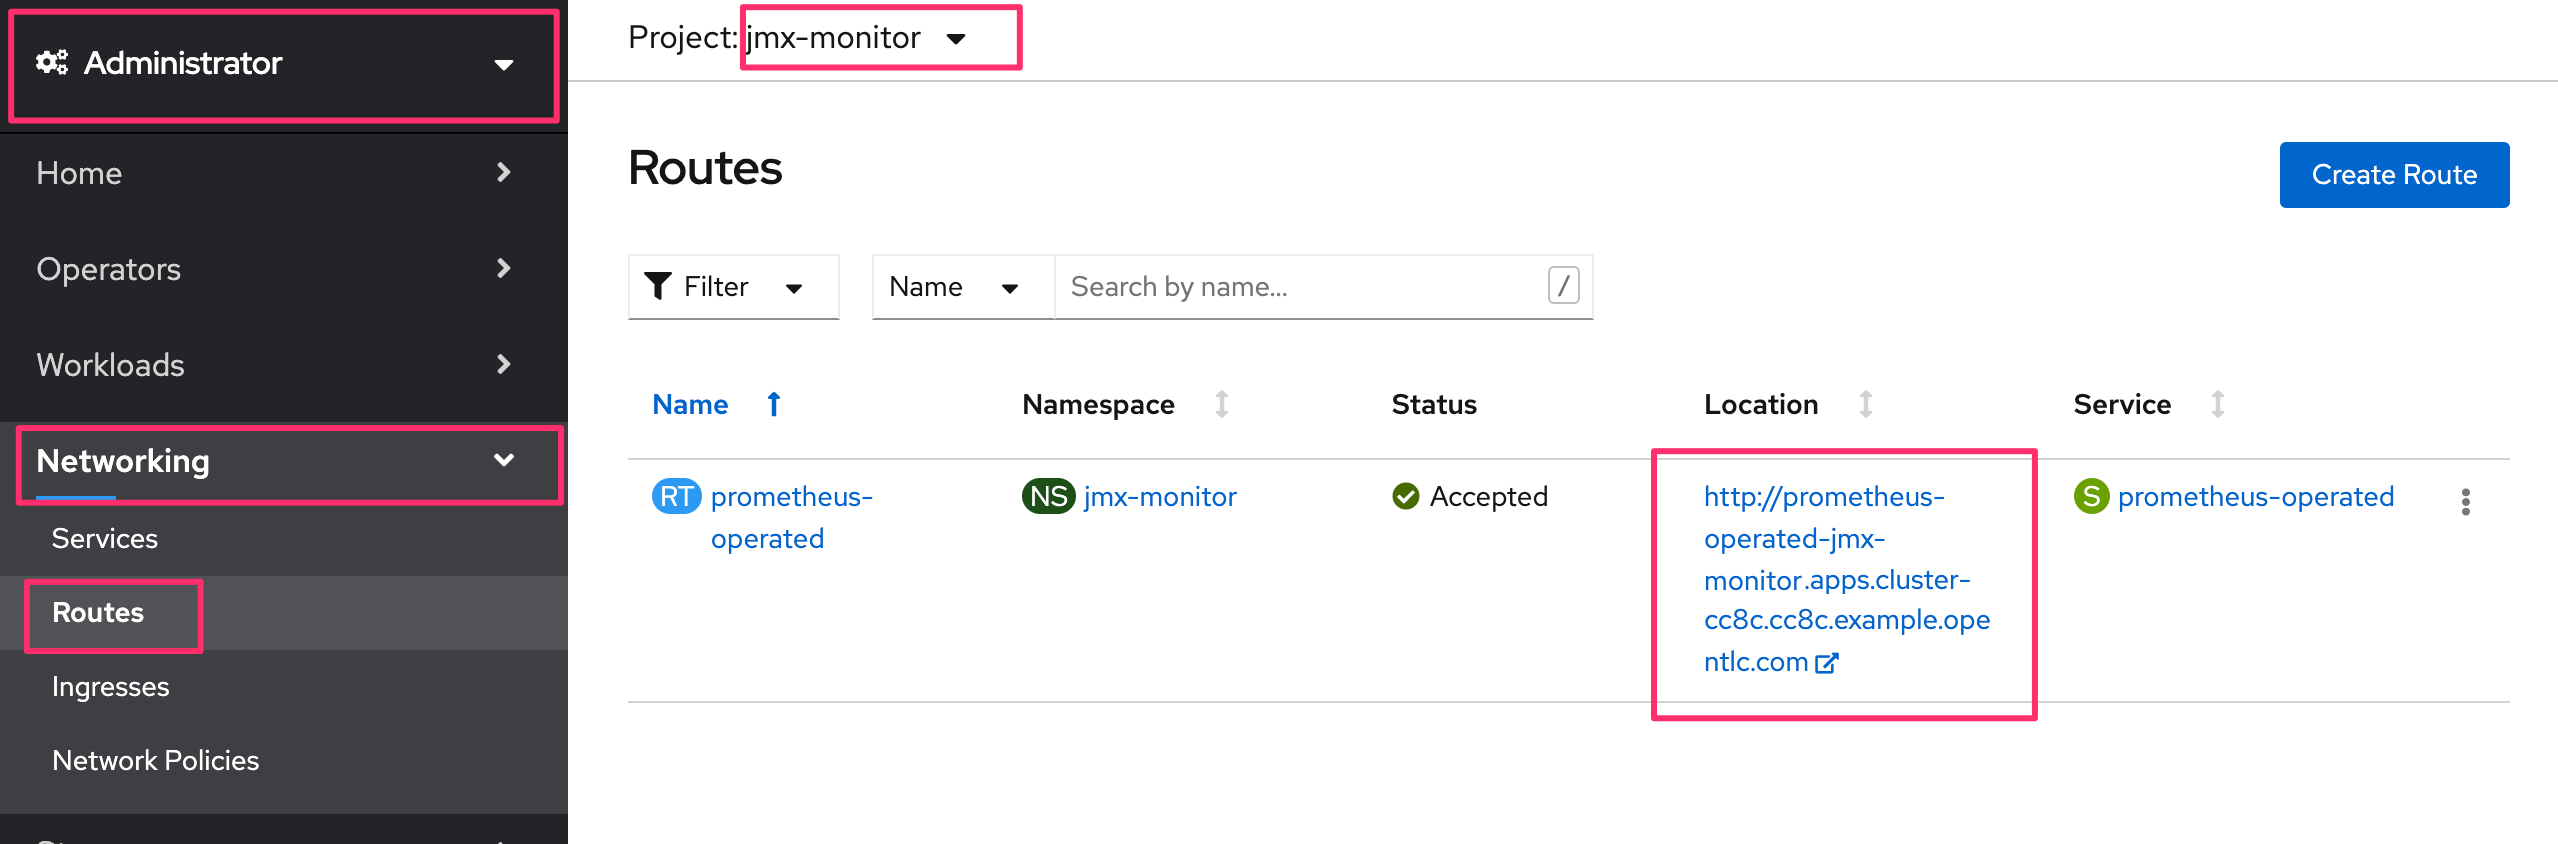 Administrator
Home
Operators
Workloads
Networking
Services
Routes
Ingresses
Network Policies
Project: jmx-monitor
Routes
Create Route
Filter
Name
Search by name...
/
Name
Namespace
Status
Location
Service
RT prometheus-
operated
NS jmx-monitor
Accepted
http://prometheus-
operated-jmx-
monitor.apps.cluster-
cc8c.cc8c.example.ope
ntlc.com
S prometheus-operated